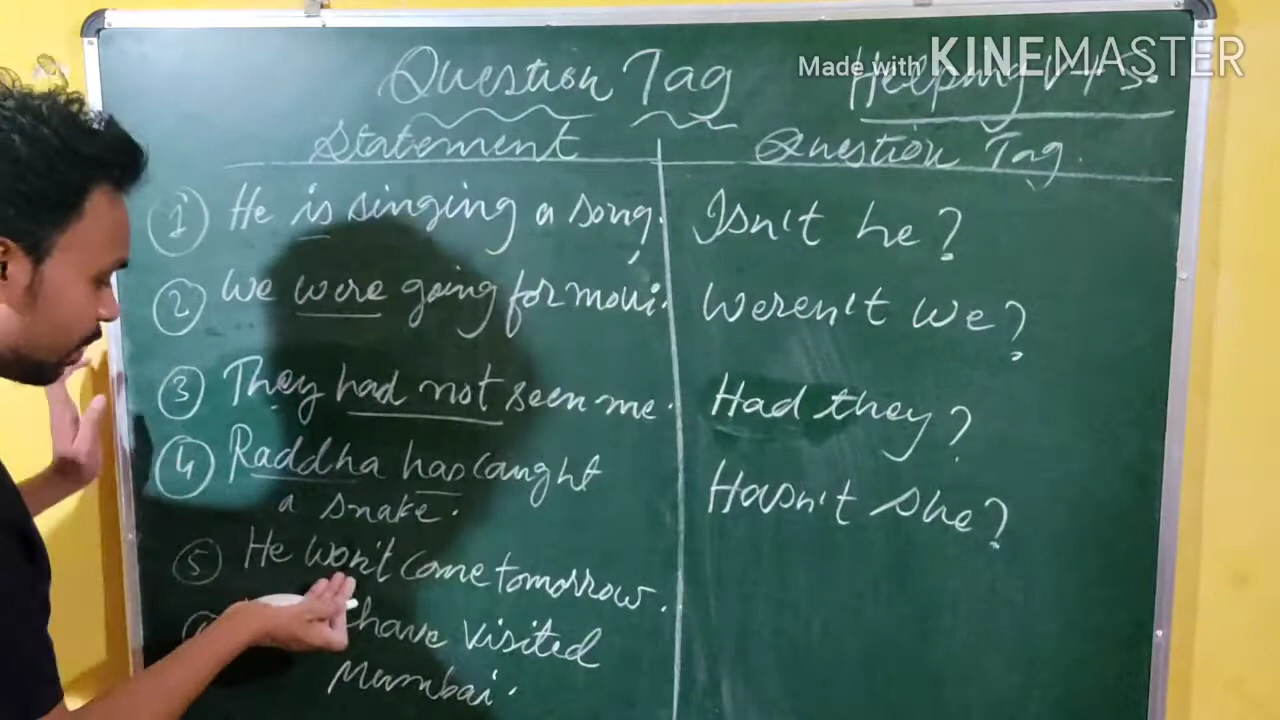 Question Tag
Made with KINEMASTER
Helping
Statement
Question Tag.
① He is singing a song. Isn't he?
② We were going for movi. Weren't we?
③ They had not seen me. Had they?
④ Raddha has caught Hasn't she?
a snake.
⑤ He won't come tomorrow.
have visited
Mumbai.